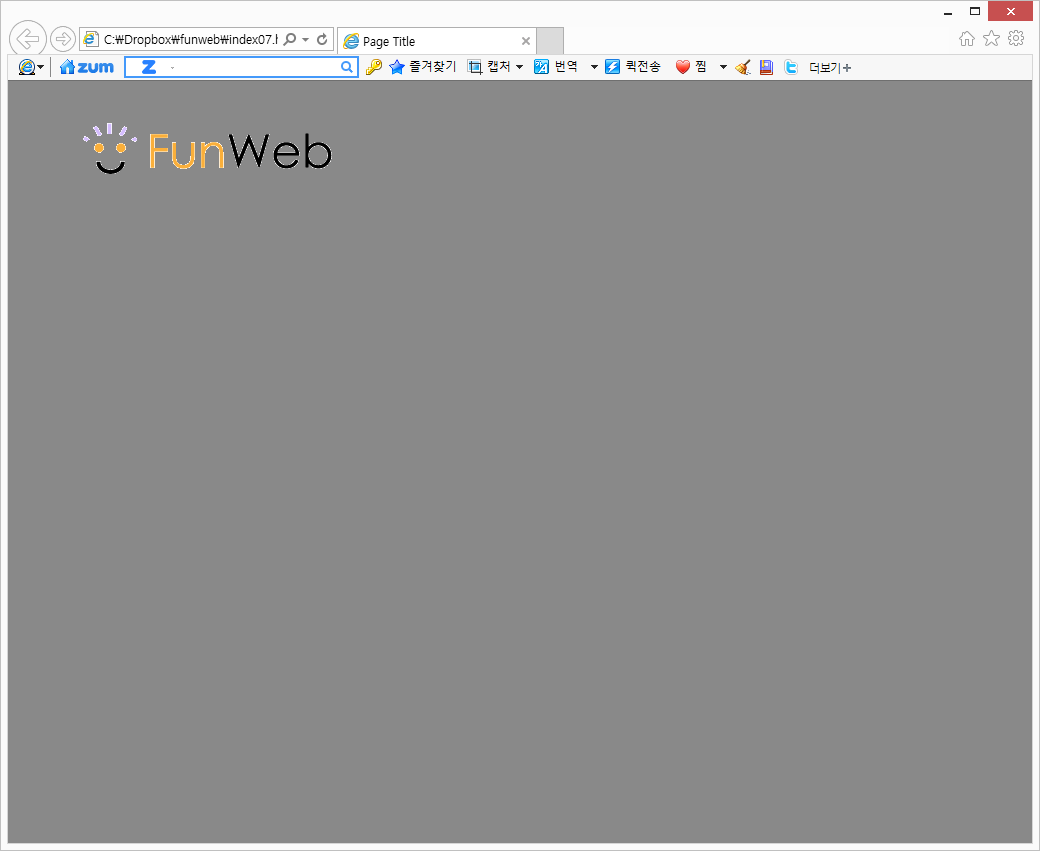 C:\Dropbox\funweb\index07.h
Page Title
zum
Z
즐겨찾기
캡처
번역
퀵전송
찜
더보기+
FunWeb